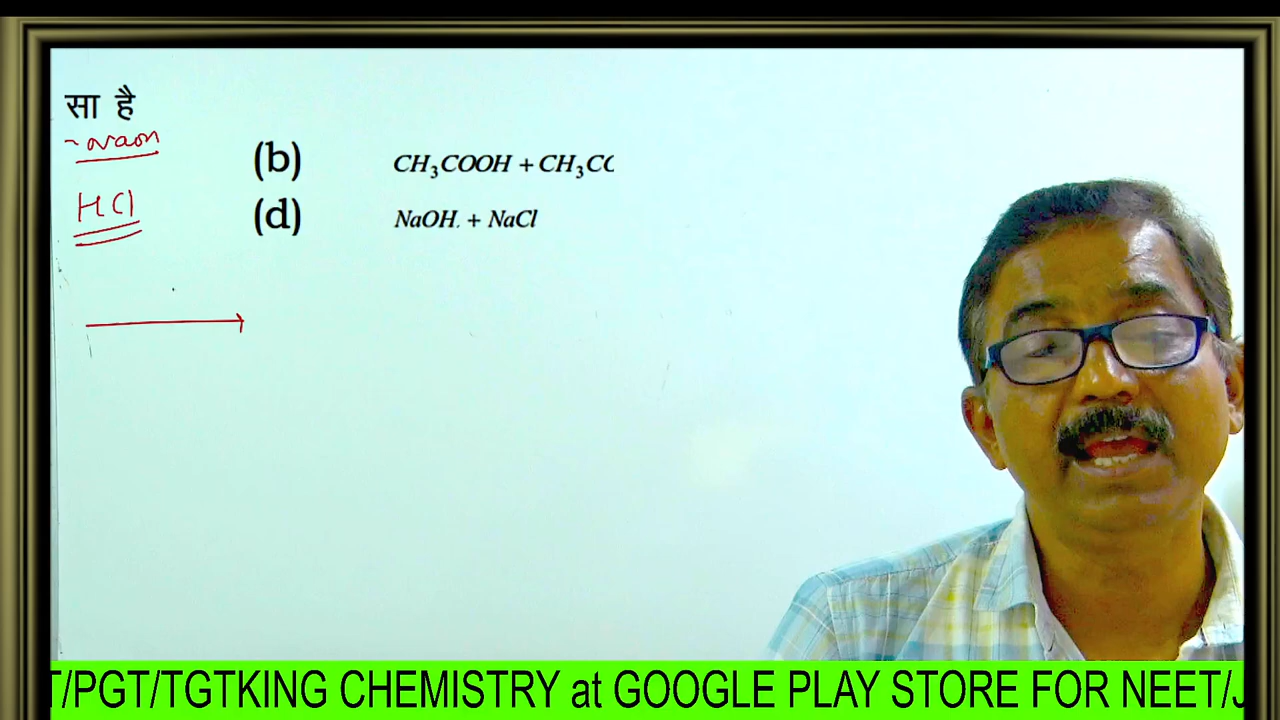 सा है
(b) CH₃COOH + CH₃CC
HCl
(d) NaOH. + NaCl
T/PGT/TGTKING CHEMISTRY at GOOGLE PLAY STORE FOR NEET/J